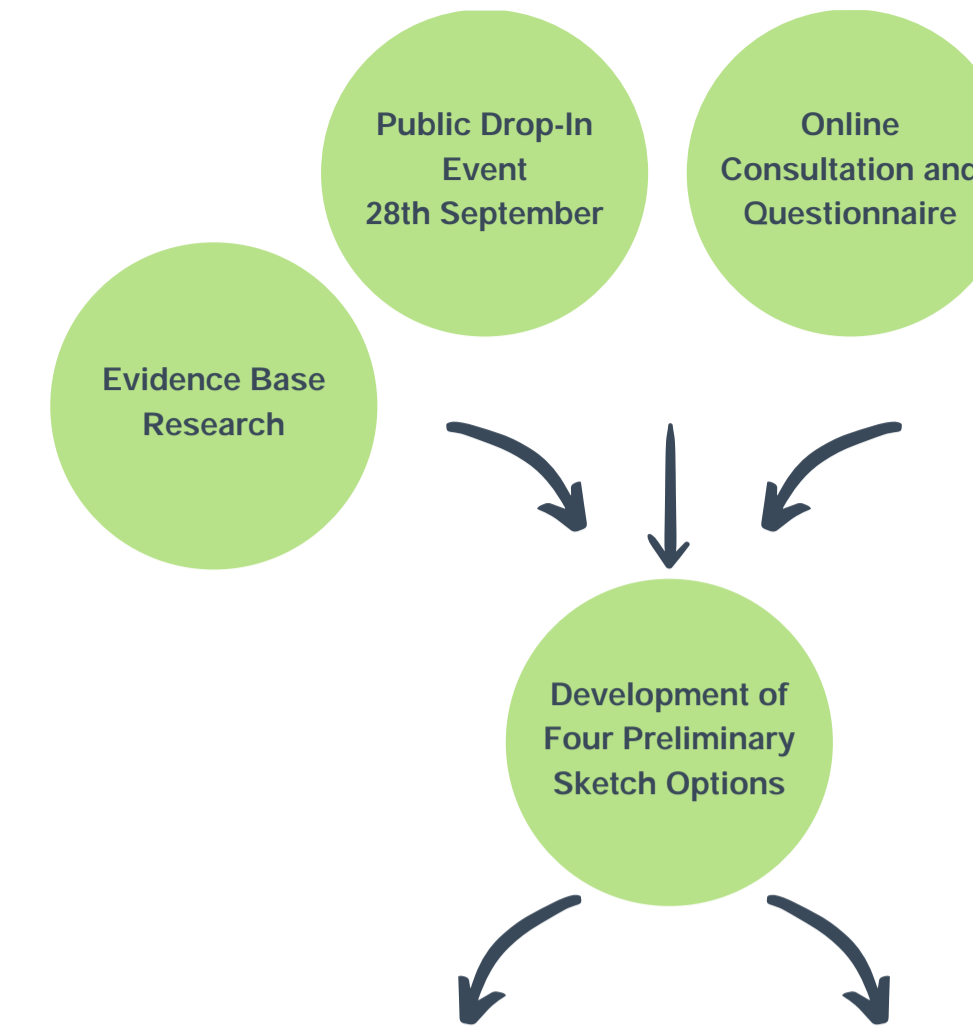 Public Drop-In
Event
28th September
Online
Consultation and
Questionnaire
Evidence Base
Research
Development of
Four Preliminary
Sketch Options